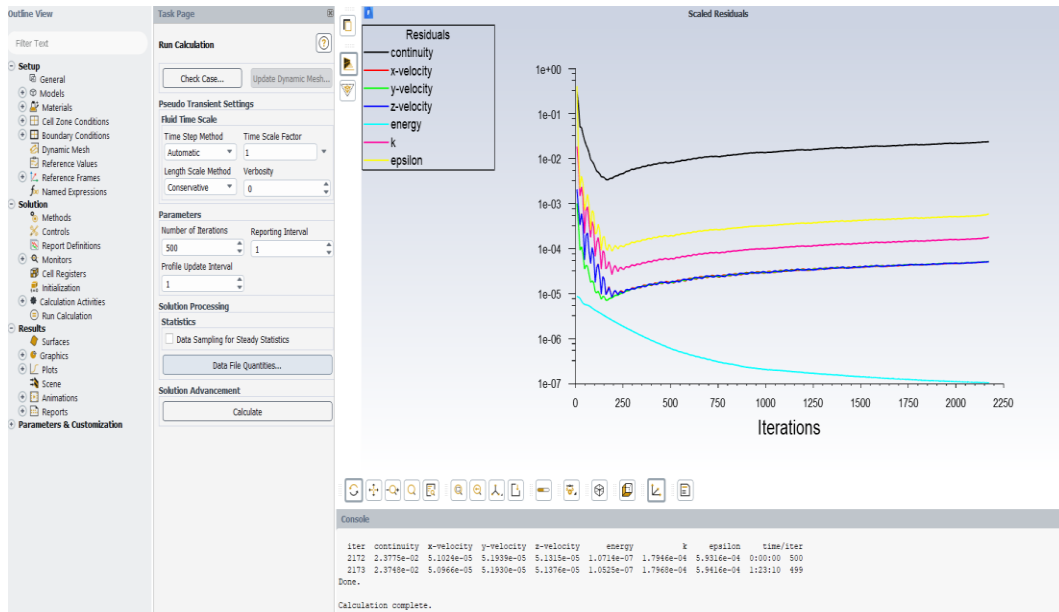 Outline View
Filter Text
Setup
General
Models
Materials
Cell Zone Conditions
Boundary Conditions
Dynamic Mesh
Reference Values
Reference Frames
Named Expressions
Solution
Methods
Controls
Report Definitions
Monitors
Cell Registers
Initialization
Calculation Activities
Run Calculation
Results
Surfaces
Graphics
Plots
Scene
Animations
Reports
Parameters & Customization
Task Page
Run Calculation
Check Case... Update Dynamic Mesh...
Pseudo Transient Settings
Fluid Time Scale
Time Step Method Time Scale Factor
Automatic 1
Length Scale Method Verbosity
Conservative 0
Parameters
Number of Iterations Reporting Interval
500 1
Profile Update Interval
1
Solution Processing
Statistics
Data Sampling for Steady Statistics
Data File Quantities...
Solution Advancement
Calculate
Scaled Residuals
Residuals
continuity
x-velocity
y-velocity
z-velocity
energy
k
epsilon
1e+00
1e-01
1e-02
1e-03
1e-04
1e-05
1e-06
1e-07
0 250 500 750 1000 1250 1500 1750 2000 2250
Iterations
Console
iter continuity x-velocity y-velocity z-velocity energy k epsilon time/iter
2172 2.3775e-02 5.1024e-05 5.1939e-05 5.1315e-05 1.0714e-07 1.7946e-04 5.9316e-04 0:00:00 500
2173 2.3748e-02 5.0966e-05 5.1930e-05 5.1376e-05 1.0525e-07 1.7968e-04 5.9416e-04 1:23:10 499
Done.
Calculation complete.